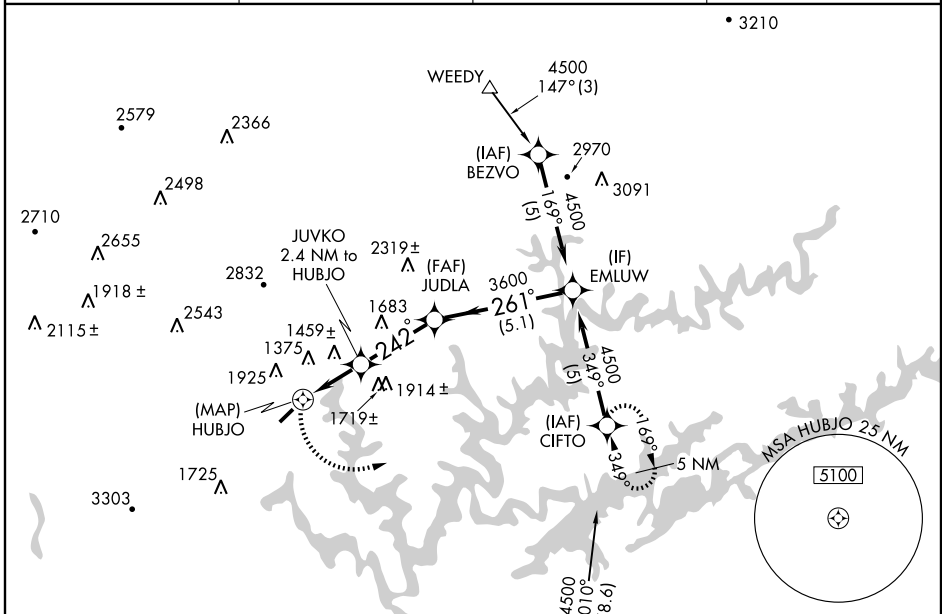 3210
WEEDY
4500
147° (3)
2579
2366
(IAF)
BEZVO
2970
3091
2498
169°
(5)
4500
2710
2655
JUVKO
2.4 NM to
HUBJO
2319±
(FAF)
JUDLA
(IF)
EMLUW
2832
3600
261°
(5.1)
1918 ±
2115±
2543
1683
1459±
242°
1375
1925
1914 ±
1719±
4500
349°
(5)
(MAP)
HUBJO
(IAF)
CIFTO
169°
349°
5 NM
MSA HUBJO 25 NM
5100
1725
3303
4500
010°
8.6)